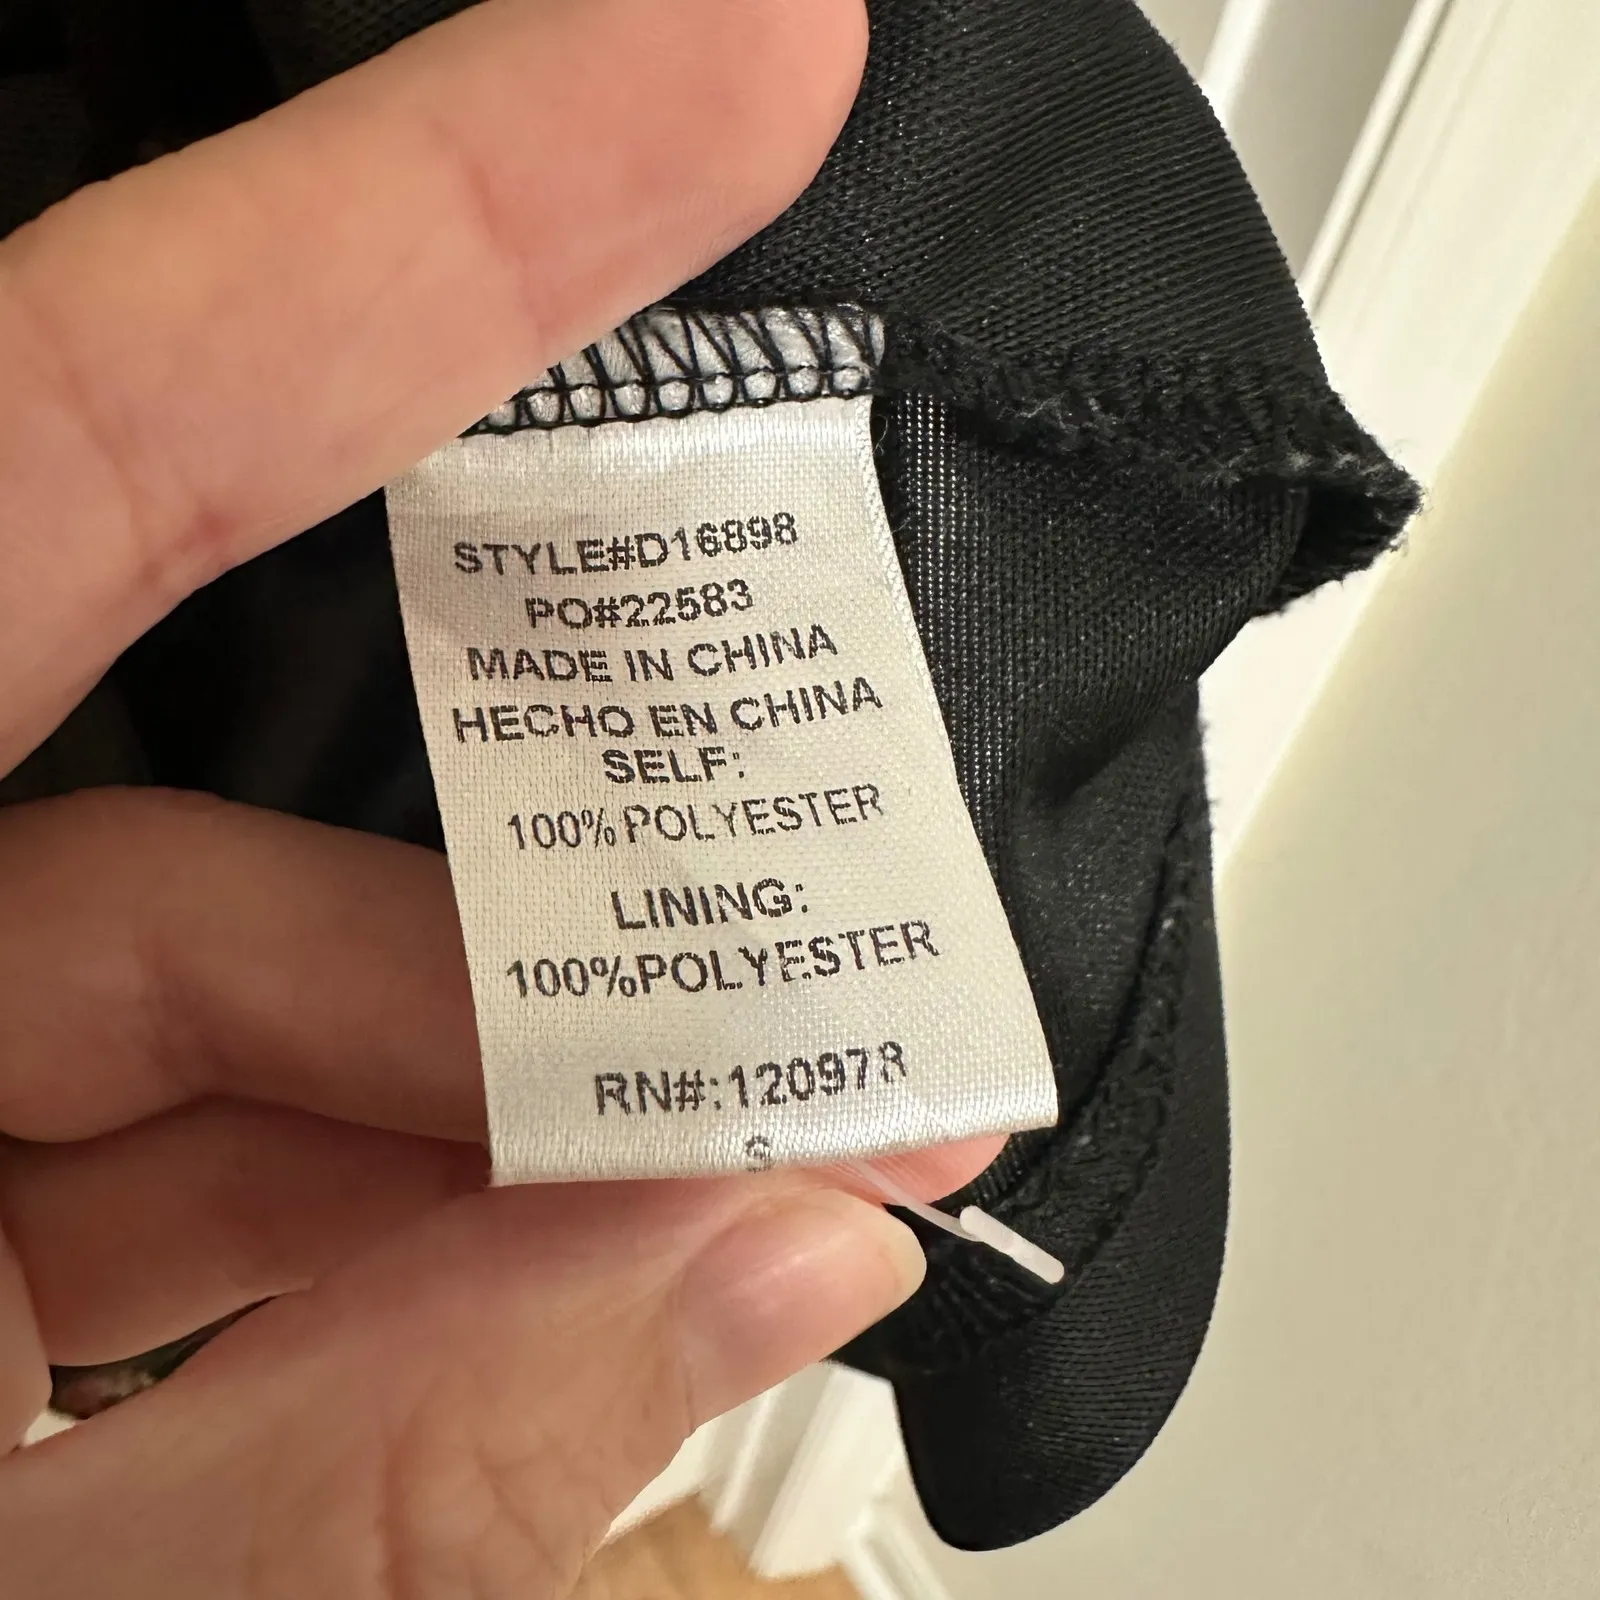 STYLE#D16898
PO#22583
MADE IN CHINA
HECHO EN CHINA
SELF:
100% POLYESTER
LINING:
100%POLYESTER
RN#:120978
S